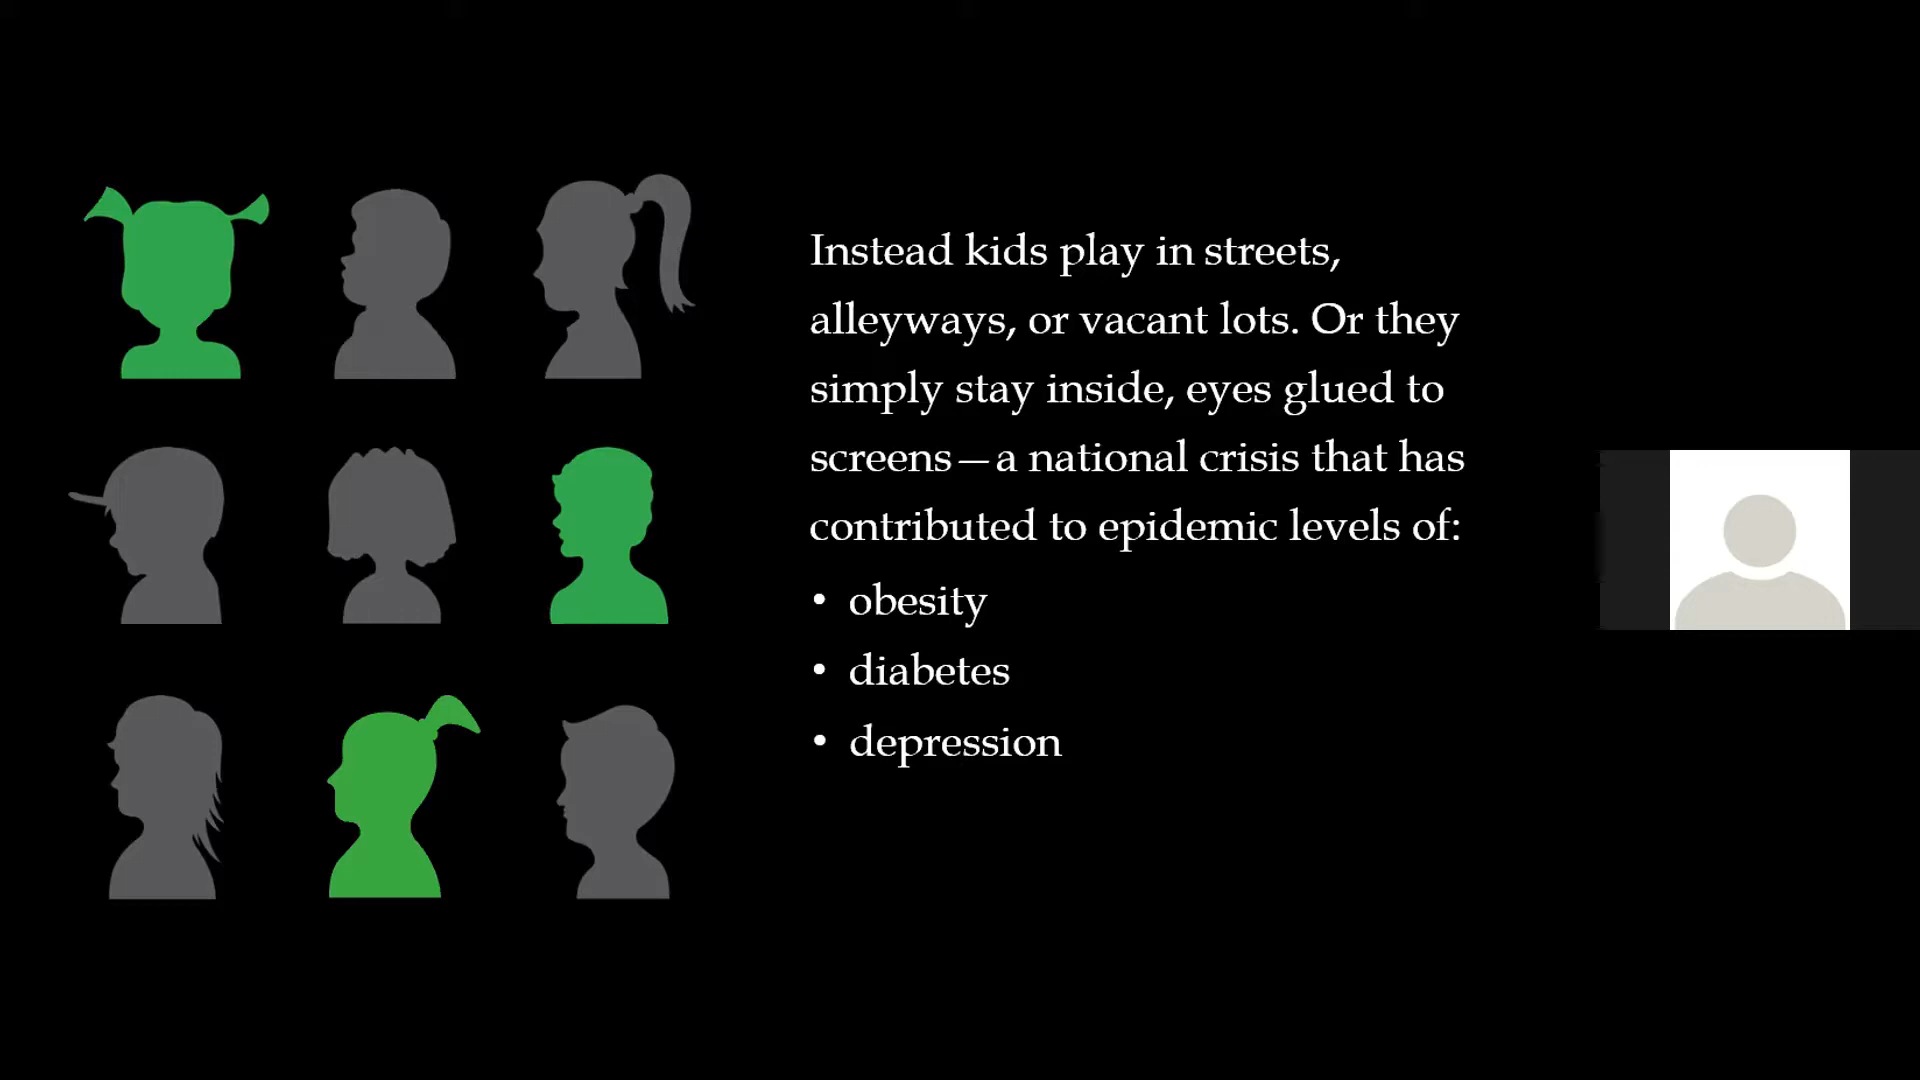 Instead kids play in streets,
alleyways, or vacant lots. Or they
simply stay inside, eyes glued to
screens—a national crisis that has
contributed to epidemic levels of:
• obesity
• diabetes
• depression